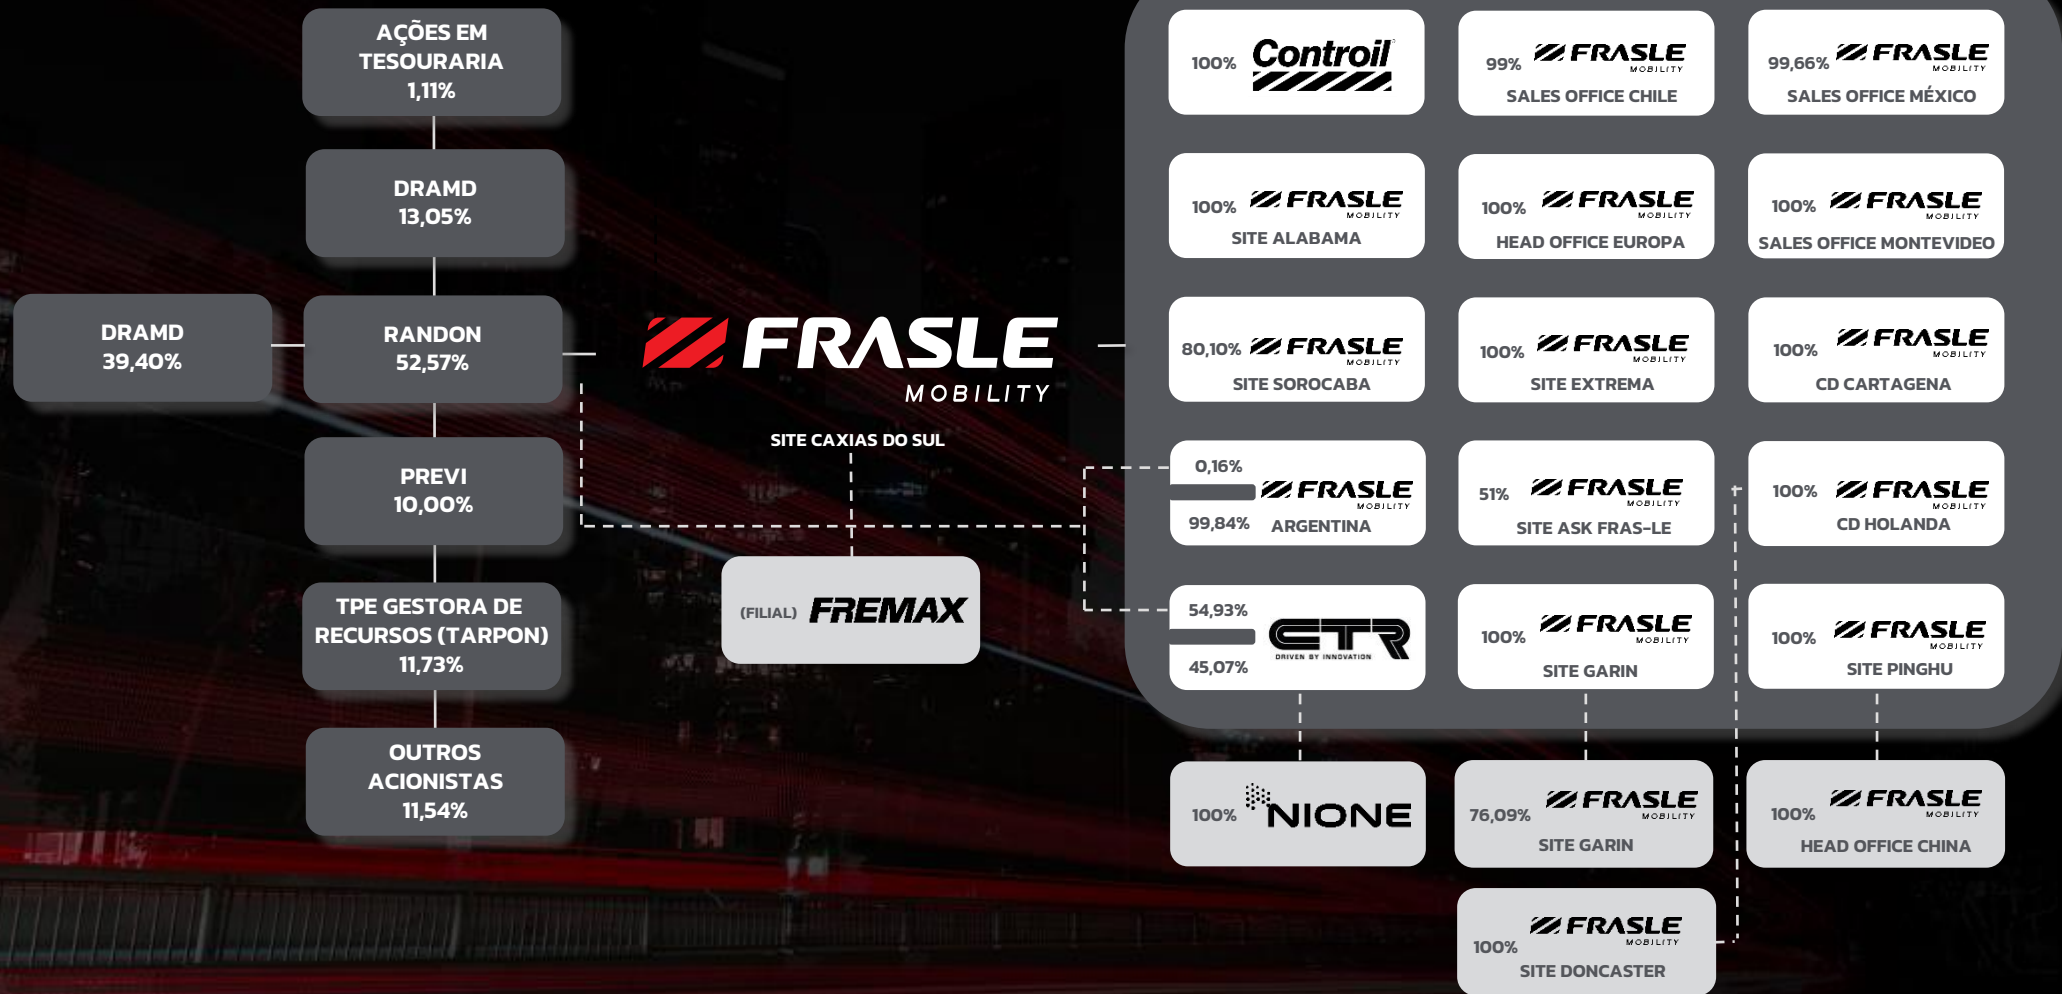 AÇÕES EM
TESOURARIA
1,11%
DRAMD
13,05%
DRAMD
39,40%
RANDON
52,57%
PREVI
10,00%
TPE GESTORA DE
RECURSOS (TARPON)
11,73%
OUTROS
ACIONISTAS
11,54%
FRASLE
MOBILITY
SITE CAXIAS DO SUL
(FILIAL) FREMAX
100% Controil
99% FRASLE
MOBILITY
SALES OFFICE CHILE
99,66% FRASLE
MOBILITY
SALES OFFICE MÉXICO
100% FRASLE
MOBILITY
SITE ALABAMA
100% FRASLE
MOBILITY
HEAD OFFICE EUROPA
100% FRASLE
MOBILITY
SALES OFFICE MONTEVIDEO
80,10% FRASLE
MOBILITY
SITE SOROCABA
100% FRASLE
MOBILITY
SITE EXTREMA
100% FRASLE
MOBILITY
CD CARTAGENA
0,16%
FRASLE
MOBILITY
99,84% ARGENTINA
51% FRASLE
MOBILITY
SITE ASK FRAS-LE
100% FRASLE
MOBILITY
CD HOLANDA
54,93%
CTR
DRIVEN BY INNOVATION
45,07%
100% FRASLE
MOBILITY
SITE GARIN
100% FRASLE
MOBILITY
SITE PINGHU
100% NIONE
76,09% FRASLE
MOBILITY
SITE GARIN
100% FRASLE
MOBILITY
HEAD OFFICE CHINA
100% FRASLE
MOBILITY
SITE DONCASTER